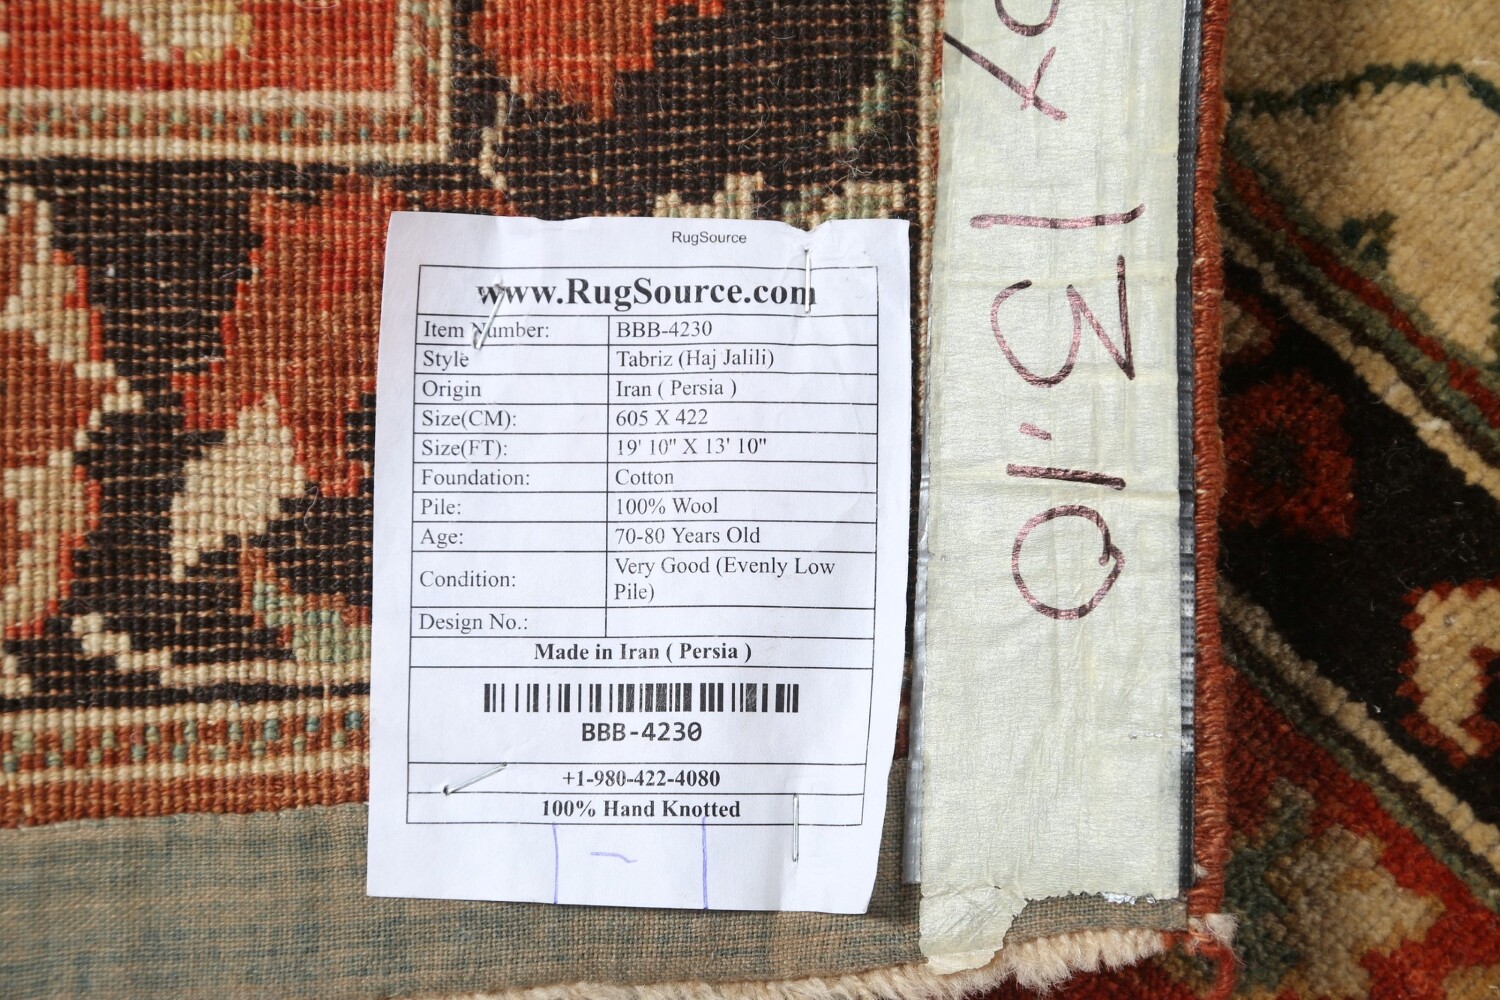 RugSource
www.RugSource.com
Item Number: BBB-4230
Style Tabriz (Haj Jalili)
Origin Iran ( Persia )
Size(CM): 605 X 422
Size(FT): 19' 10" X 13' 10"
Foundation: Cotton
Pile: 100% Wool
Age: 70-80 Years Old
Condition: Very Good (Evenly Low
Pile)
Design No.:
Made in Iran ( Persia )
BBB-4230
+1-980-422-4080
100% Hand Knotted
13'.10